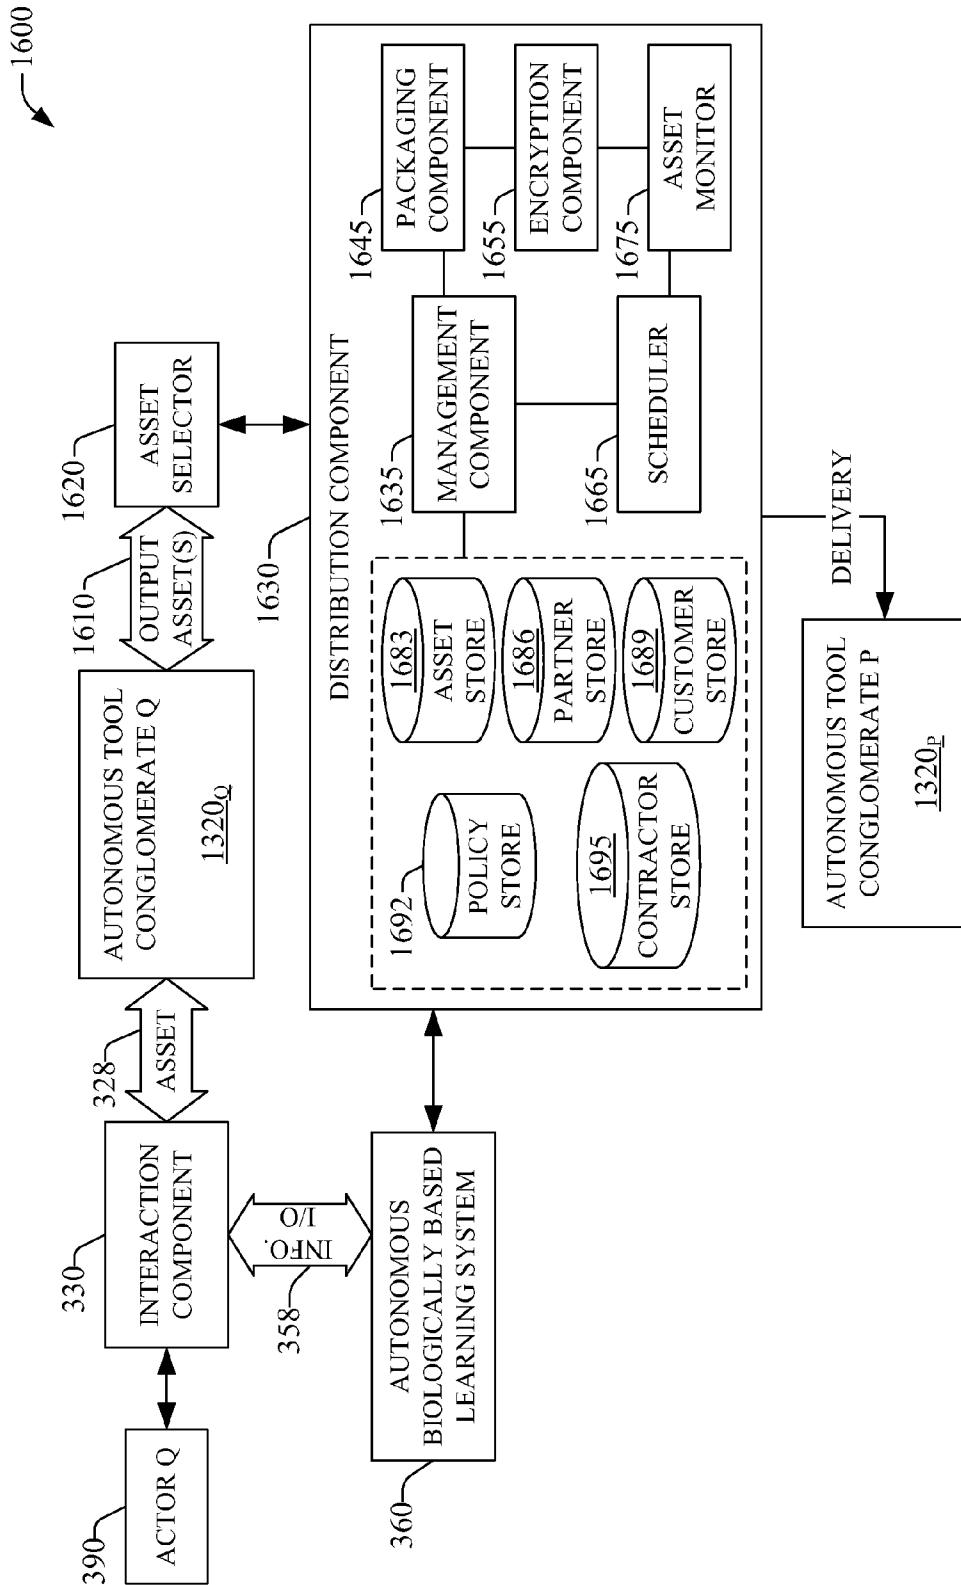 1600
390
ACTOR Q
330
INTERACTION
COMPONENT
328
ASSET
AUTONOMOUS TOOL
CONGLOMERATE Q
1320Q
1610
OUTPUT
ASSET(S)
1620
ASSET
SELECTOR
358
INFO.
I/O
360
AUTONOMOUS
BIOLOGICALLY BASED
LEARNING SYSTEM
1630
DISTRIBUTION COMPONENT
1692
POLICY
STORE
1695
CONTRACTOR
STORE
1683
ASSET
STORE
1686
PARTNER
STORE
1689
CUSTOMER
STORE
1635
MANAGEMENT
COMPONENT
1665
SCHEDULER
1645
PACKAGING
COMPONENT
1655
ENCRYPTION
COMPONENT
1675
ASSET
MONITOR
DELIVERY
AUTONOMOUS TOOL
CONGLOMERATE P
1320P